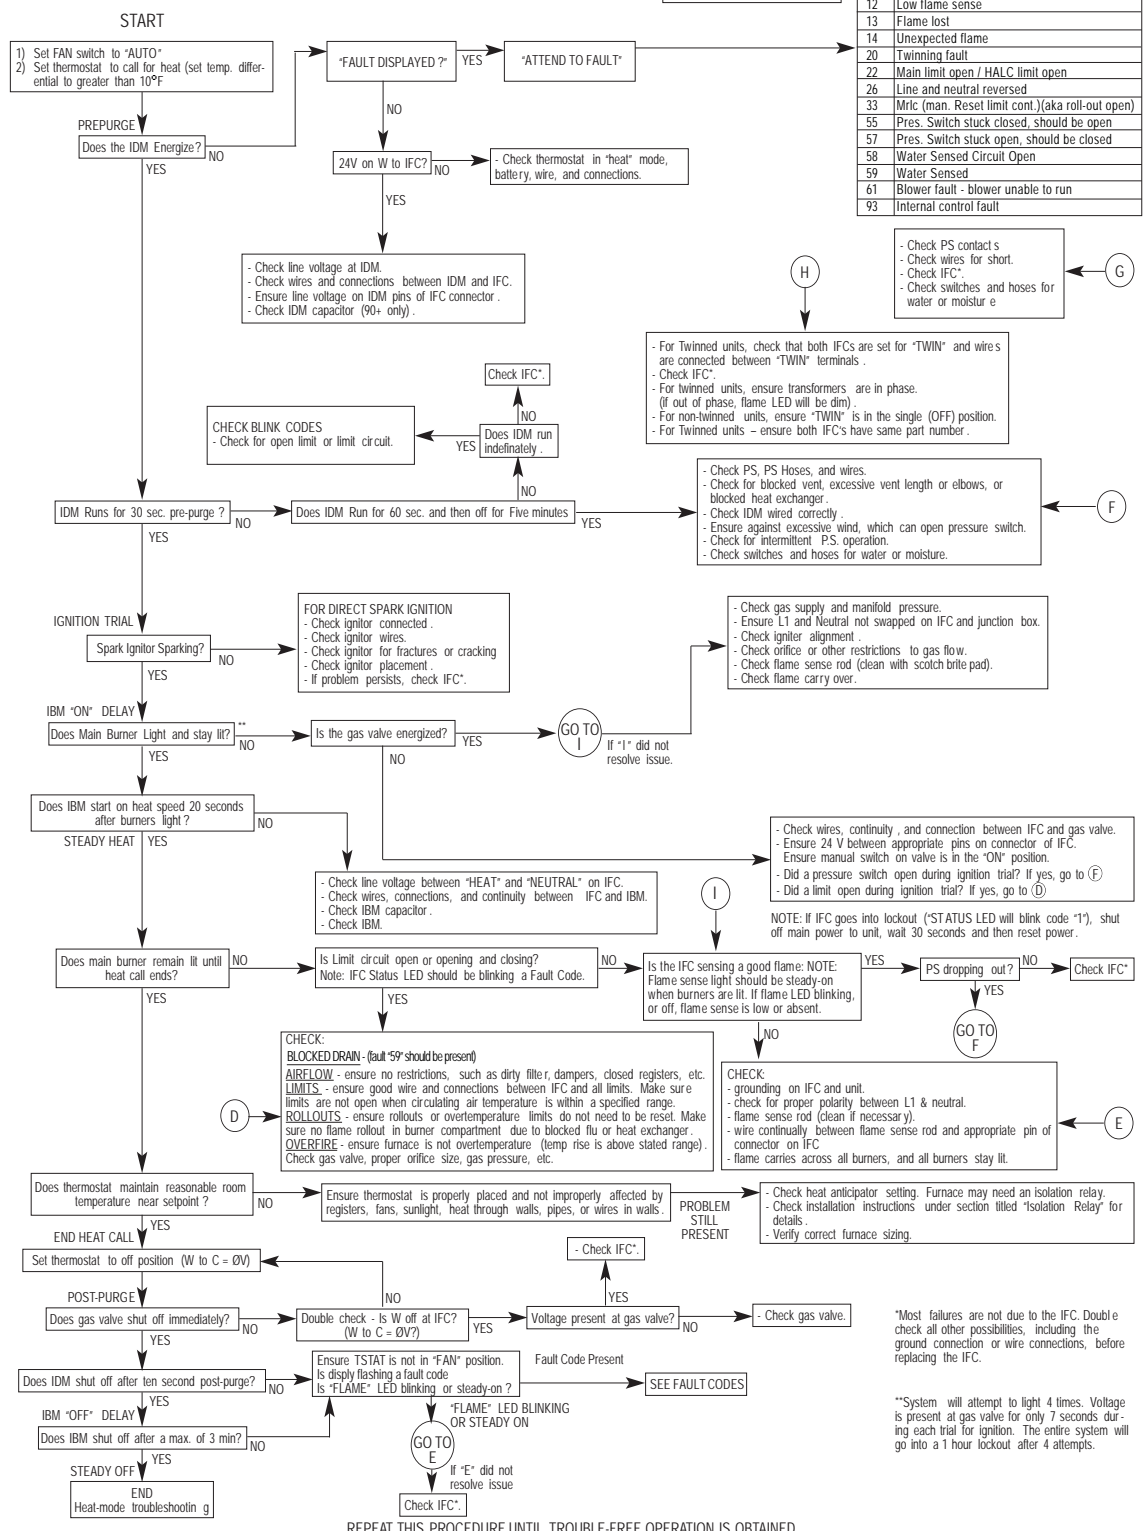 START
1) Set FAN switch to "AUTO"
2) Set thermostat to call for heat (set temp. differ-
ential to greater than 10°F
PREPURGE
Does the IDM Energize?
NO
YES
"FAULT DISPLAYED ?"
YES
"ATTEND TO FAULT"
NO
24V on W to IFC?
NO
- Check thermostat in "heat" mode,
battery, wire, and connections.
YES
- Check line voltage at IDM.
- Check wires and connections between IDM and IFC.
- Ensure line voltage on IDM pins of IFC connector .
- Check IDM capacitor (90+ only) .
12 Low flame sense
13 Flame lost
14 Unexpected flame
20 Twinning fault
22 Main limit open / HALC limit open
26 Line and neutral reversed
33 Mrlc (man. Reset limit cont.)(aka roll-out open)
55 Pres. Switch stuck closed, should be open
57 Pres. Switch stuck open, should be closed
58 Water Sensed Circuit Open
59 Water Sensed
61 Blower fault - blower unable to run
93 Internal control fault
- Check PS contact s
- Check wires for short.
- Check IFC*.
- Check switches and hoses for
water or moistur e
G
H
- For Twinned units, check that both IFCs are set for "TWIN" and wire s
are connected between "TWIN" terminals .
- Check IFC*.
- For twinned units, ensure transformers are in phase.
(if out of phase, flame LED will be dim) .
- For non-twinned units, ensure "TWIN" is in the single (OFF) position.
- For Twinned units – ensure both IFC's have same part number .
Check IFC*.
NO
CHECK BLINK CODES
- Check for open limit or limit circuit.
YES
Does IDM run
indefinately .
NO
IDM Runs for 30 sec. pre-purge ?
NO
YES
Does IDM Run for 60 sec. and then off for Five minutes
YES
- Check PS, PS Hoses, and wires.
- Check for blocked vent, excessive vent length or elbows, or
blocked heat exchanger .
- Check IDM wired correctly .
- Ensure against excessive wind, which can open pressure switch.
- Check for intermittent P.S. operation.
- Check switches and hoses for water or moisture.
F
IGNITION TRIAL
Spark Ignitor Sparking?
NO
YES
FOR DIRECT SPARK IGNITION
- Check ignitor connected .
- Check ignitor wires.
- Check ignitor for fractures or cracking
- Check ignitor placement .
- If problem persists, check IFC*.
- Check gas supply and manifold pressure.
- Ensure L1 and Neutral not swapped on IFC and junction box.
- Check igniter alignment .
- Check orifice or other restrictions to gas flow.
- Check flame sense rod (clean with scotch brite pad).
- Check flame carry over.
IBM "ON" DELAY
Does Main Burner Light and stay lit?
**
NO
YES
Is the gas valve energized?
YES
NO
GO TO
I
If "I" did not
resolve issue.
Does IBM start on heat speed 20 seconds
after burners light ?
NO
STEADY HEAT
YES
- Check line voltage between "HEAT" and "NEUTRAL" on IFC.
- Check wires, connections, and continuity between IFC and IBM.
- Check IBM capacitor .
- Check IBM.
- Check wires, continuity , and connection between IFC and gas valve.
- Ensure 24 V between appropriate pins on connector of IFC.
Ensure manual switch on valve is in the "ON" position.
- Did a pressure switch open during ignition trial? If yes, go to F
- Did a limit open during ignition trial? If yes, go to D
NOTE: If IFC goes into lockout ("STATUS LED will blink code "1"), shut
off main power to unit, wait 30 seconds and then reset power .
I
Does main burner remain lit until
heat call ends?
NO
YES
Is Limit circuit open or opening and closing?
Note: IFC Status LED should be blinking a Fault Code.
NO
YES
Is the IFC sensing a good flame: NOTE:
Flame sense light should be steady-on
when burners are lit. If flame LED blinking,
or off, flame sense is low or absent.
YES
NO
PS dropping out?
NO
Check IFC*
YES
GO TO
F
CHECK:
BLOCKED DRAIN - (fault "59" should be present)
AIRFLOW - ensure no restrictions, such as dirty filter, dampers, closed registers, etc.
LIMITS - ensure good wire and connections between IFC and all limits. Make sure
limits are not open when circulating air temperature is within a specified range.
ROLLOUTS - ensure rollouts or overtemperature limits do not need to be reset. Make
sure no flame rollout in burner compartment due to blocked flu or heat exchanger .
OVERFIRE - ensure furnace is not overtemperature (temp rise is above stated range) .
Check gas valve, proper orifice size, gas pressure, etc.
D
CHECK:
- grounding on IFC and unit.
- check for proper polarity between L1 & neutral.
- flame sense rod (clean if necessary).
- wire continually between flame sense rod and appropriate pin of
connector on IFC
- flame carries across all burners, and all burners stay lit.
E
Does thermostat maintain reasonable room
temperature near setpoint ?
NO
YES
Ensure thermostat is properly placed and not improperly affected by
registers, fans, sunlight, heat through walls, pipes, or wires in walls .
PROBLEM
STILL
PRESENT
- Check heat anticipator setting. Furnace may need an isolation relay.
- Check installation instructions under section titled "Isolation Relay" for
details .
- Verify correct furnace sizing.
END HEAT CALL
Set thermostat to off position (W to C = ØV)
- Check IFC*.
POST-PURGE
NO
YES
Does gas valve shut off immediately?
NO
YES
Double check - Is W off at IFC?
(W to C = ØV?)
YES
Voltage present at gas valve?
NO
- Check gas valve.
Does IDM shut off after ten second post-purge?
NO
YES
Ensure TSTAT is not in "FAN" position.
Is disply flashing a fault code
Is "FLAME" LED blinking or steady-on ?
Fault Code Present
SEE FAULT CODES
IBM "OFF" DELAY
Does IBM shut off after a max. of 3 min?
NO
YES
"FLAME" LED BLINKING
OR STEADY ON
GO TO
E
If "E" did not
resolve issue
Check IFC*.
STEADY OFF
END
Heat-mode troubleshootin g
*Most failures are not due to the IFC. Double
check all other possibilities, including the
ground connection or wire connections, before
replacing the IFC.
**System will attempt to light 4 times. Voltage
is present at gas valve for only 7 seconds dur-
ing each trial for ignition. The entire system will
go into a 1 hour lockout after 4 attempts.
REPEAT THIS PROCEDURE UNTIL TROUBLE-FREE OPERATION IS OBTAINED